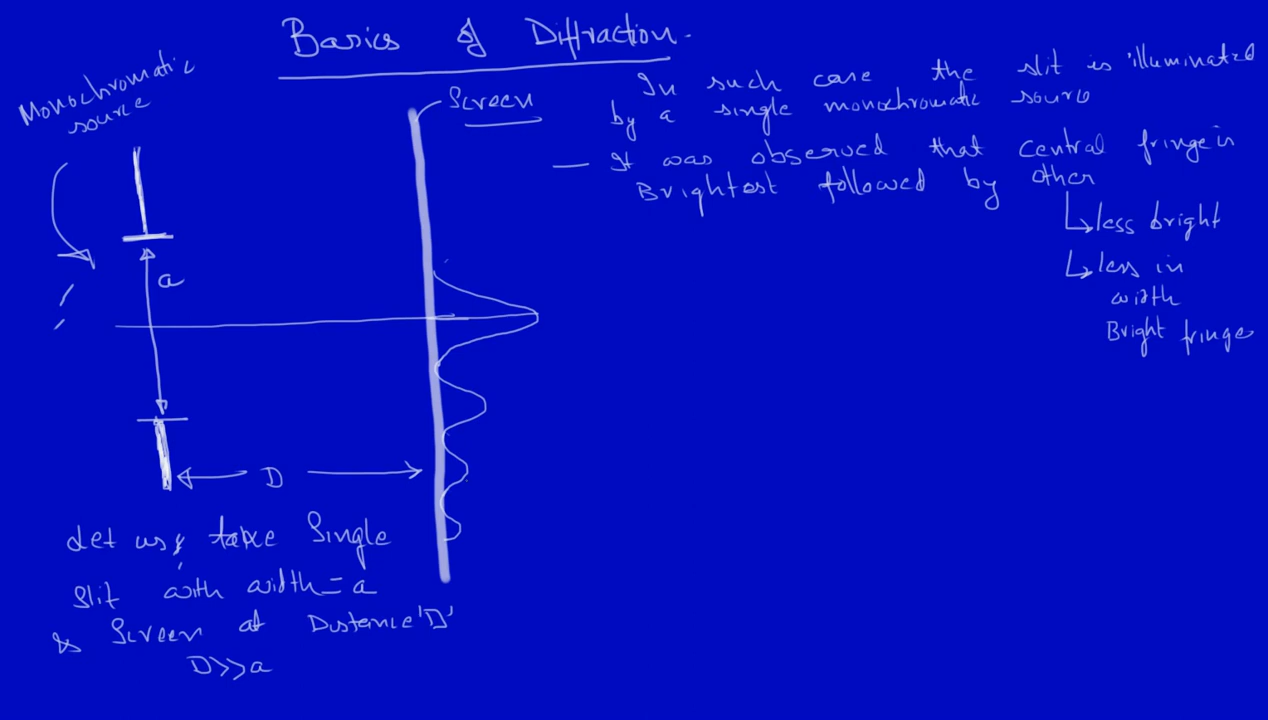 Basics of Diffraction.
Monochromatic
source
Screen
a
D
Let us take Single
slit with width = a
& Screen at Distance 'D'
D>>a
In such case the slit is illuminated
by a single monochromatic source
— It was observed that central fringe is
Brightest followed by other
↳ less bright
↳ less in
width
Bright fringe